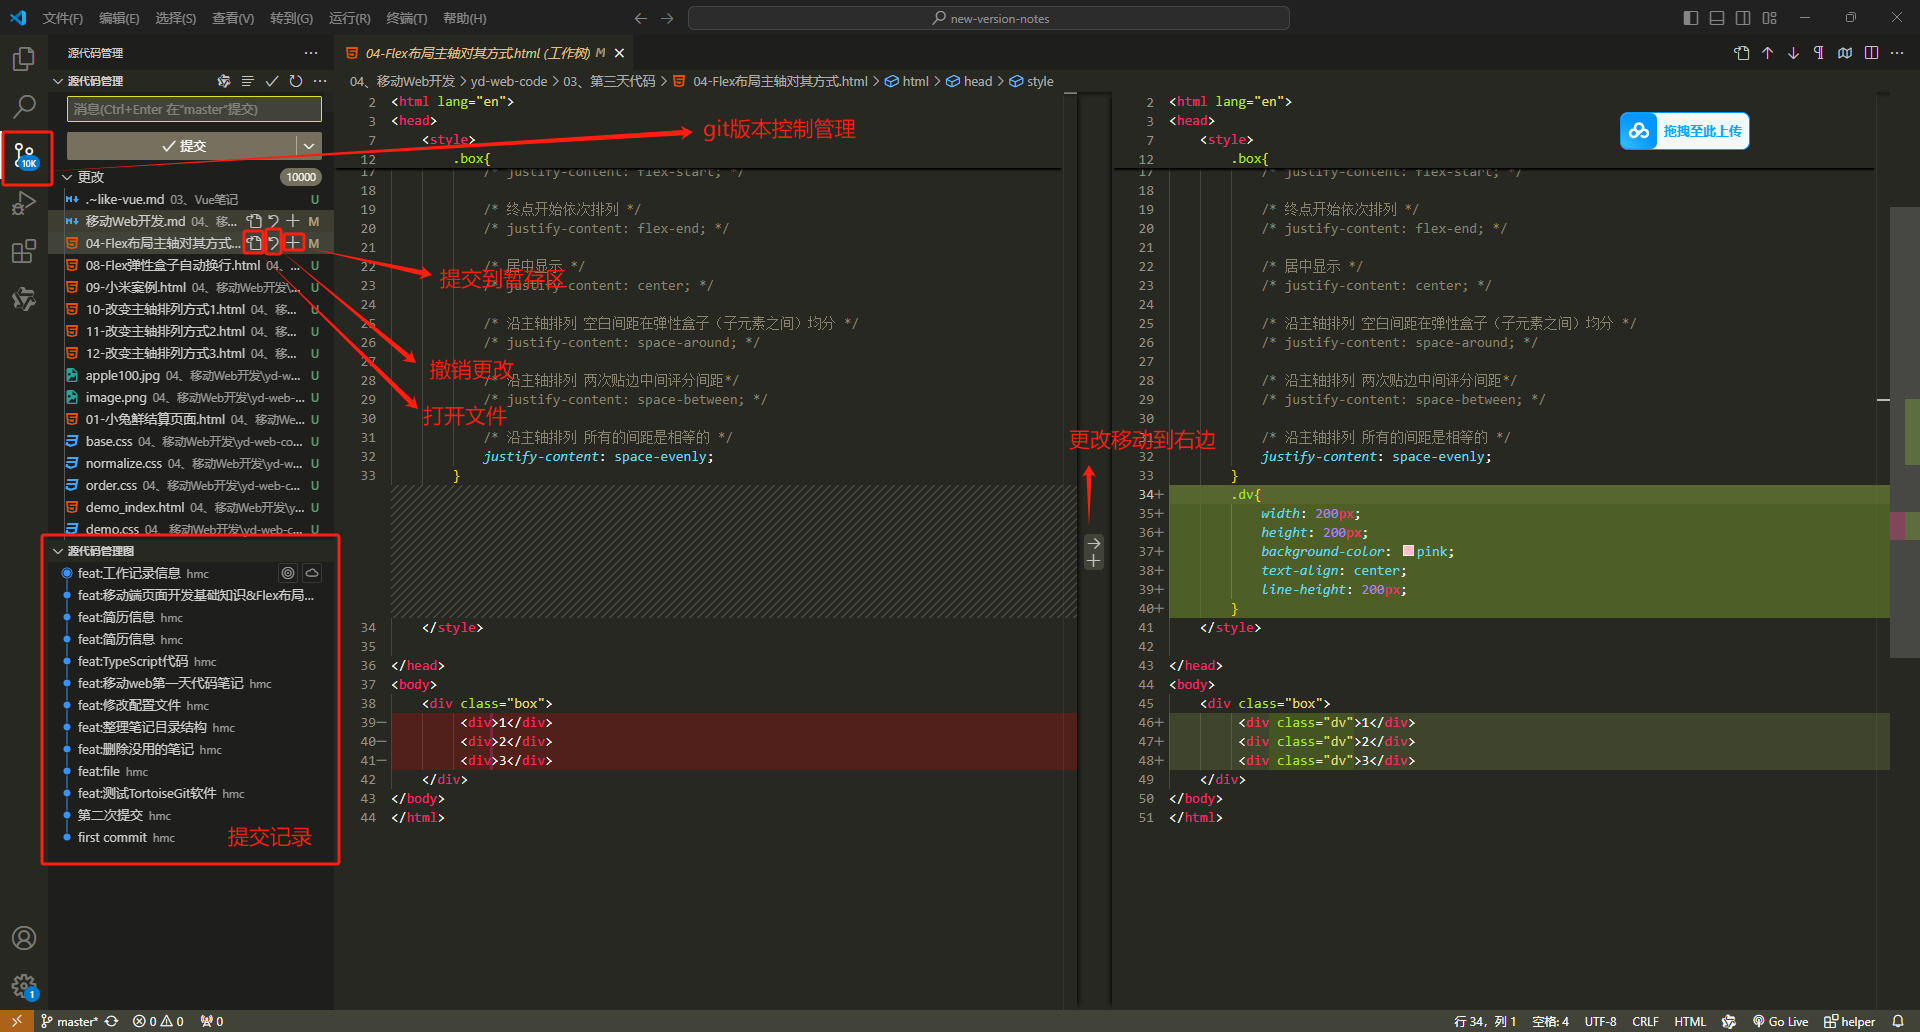 文件(F) 编辑(E) 选择(S) 查看(V) 转到(G) 运行(R) 终端(T) 帮助(H)
new-version-notes
源代码管理
源代码管理
消息(Ctrl+Enter 在"master"提交)
提交
10K
更改 10000
.~like-vue.md 03、Vue笔记 U
移动Web开发.md 04、移... M
04-Flex布局主轴对其方式... M
08-Flex弹性盒子自动换行.html 04、... U
09-小米案例.html 04、移动Web开发\... U
10-改变主轴排列方式1.html 04、移... U
11-改变主轴排列方式2.html 04、移... U
12-改变主轴排列方式3.html 04、移... U
apple100.jpg 04、移动Web开发\yd-w... U
image.png 04、移动Web开发\yd-web-... U
01-小兔鲜结算页面.html 04、移动We... U
base.css 04、移动Web开发\yd-web-co... U
normalize.css 04、移动Web开发\yd-w... U
order.css 04、移动Web开发\yd-web-c... U
demo_index.html 04、移动Web开发\y... U
demo.css 04、移动Web开发\yd-web-c... U
源代码管理图
feat:工作记录信息 hmc
feat:移动端页面开发基础知识&Flex布局...
feat:简历信息 hmc
feat:简历信息 hmc
feat:TypeScript代码 hmc
feat:移动web第一天代码笔记 hmc
feat:修改配置文件 hmc
feat:整理笔记目录结构 hmc
feat:删除没用的笔记 hmc
feat:file hmc
feat:测试TortoiseGit软件 hmc
第二次提交 hmc
first commit hmc
提交记录
1
04-Flex布局主轴对其方式.html (工作树) M
04、移动Web开发 > yd-web-code > 03、第三天代码 > 04-Flex布局主轴对其方式.html > html > head > style
git版本控制管理
提交到暂存区
撤销更改
打开文件
更改移动到右边
2 <html lang="en">
3 <head>
7 <style>
12 .box{
17 /* justify-content: flex-start; */
18
19 /* 终点开始依次排列 */
20 /* justify-content: flex-end; */
21
22 /* 居中显示 */
23 /* justify-content: center; */
24
25 /* 沿主轴排列 空白间距在弹性盒子（子元素之间）均分 */
26 /* justify-content: space-around; */
27
28 /* 沿主轴排列 两次贴边中间评分间距*/
29 /* justify-content: space-between; */
30
31 /* 沿主轴排列 所有的间距是相等的 */
32 justify-content: space-evenly;
33 }
34 </style>
35
36 </head>
37 <body>
38 <div class="box">
39— <div>1</div>
40— <div>2</div>
41— <div>3</div>
42 </div>
43 </body>
44 </html>
2 <html lang="en">
3 <head>
7 <style>
12 .box{
17 /* justify-content: flex-start; */
18
19 /* 终点开始依次排列 */
20 /* justify-content: flex-end; */
21
22 /* 居中显示 */
23 /* justify-content: center; */
24
25 /* 沿主轴排列 空白间距在弹性盒子（子元素之间）均分 */
26 /* justify-content: space-around; */
27
28 /* 沿主轴排列 两次贴边中间评分间距*/
29 /* justify-content: space-between; */
30
31 /* 沿主轴排列 所有的间距是相等的 */
32 justify-content: space-evenly;
33 }
34+ .dv{
35+ width: 200px;
36+ height: 200px;
37+ background-color: pink;
38+ text-align: center;
39+ line-height: 200px;
40+ }
41 </style>
42
43 </head>
44 <body>
45 <div class="box">
46+ <div class="dv">1</div>
47+ <div class="dv">2</div>
48+ <div class="dv">3</div>
49 </div>
50 </body>
51 </html>
拖拽至此上传
master* 0 0 0
行 34，列 1 空格: 4 UTF-8 CRLF HTML Go Live helper